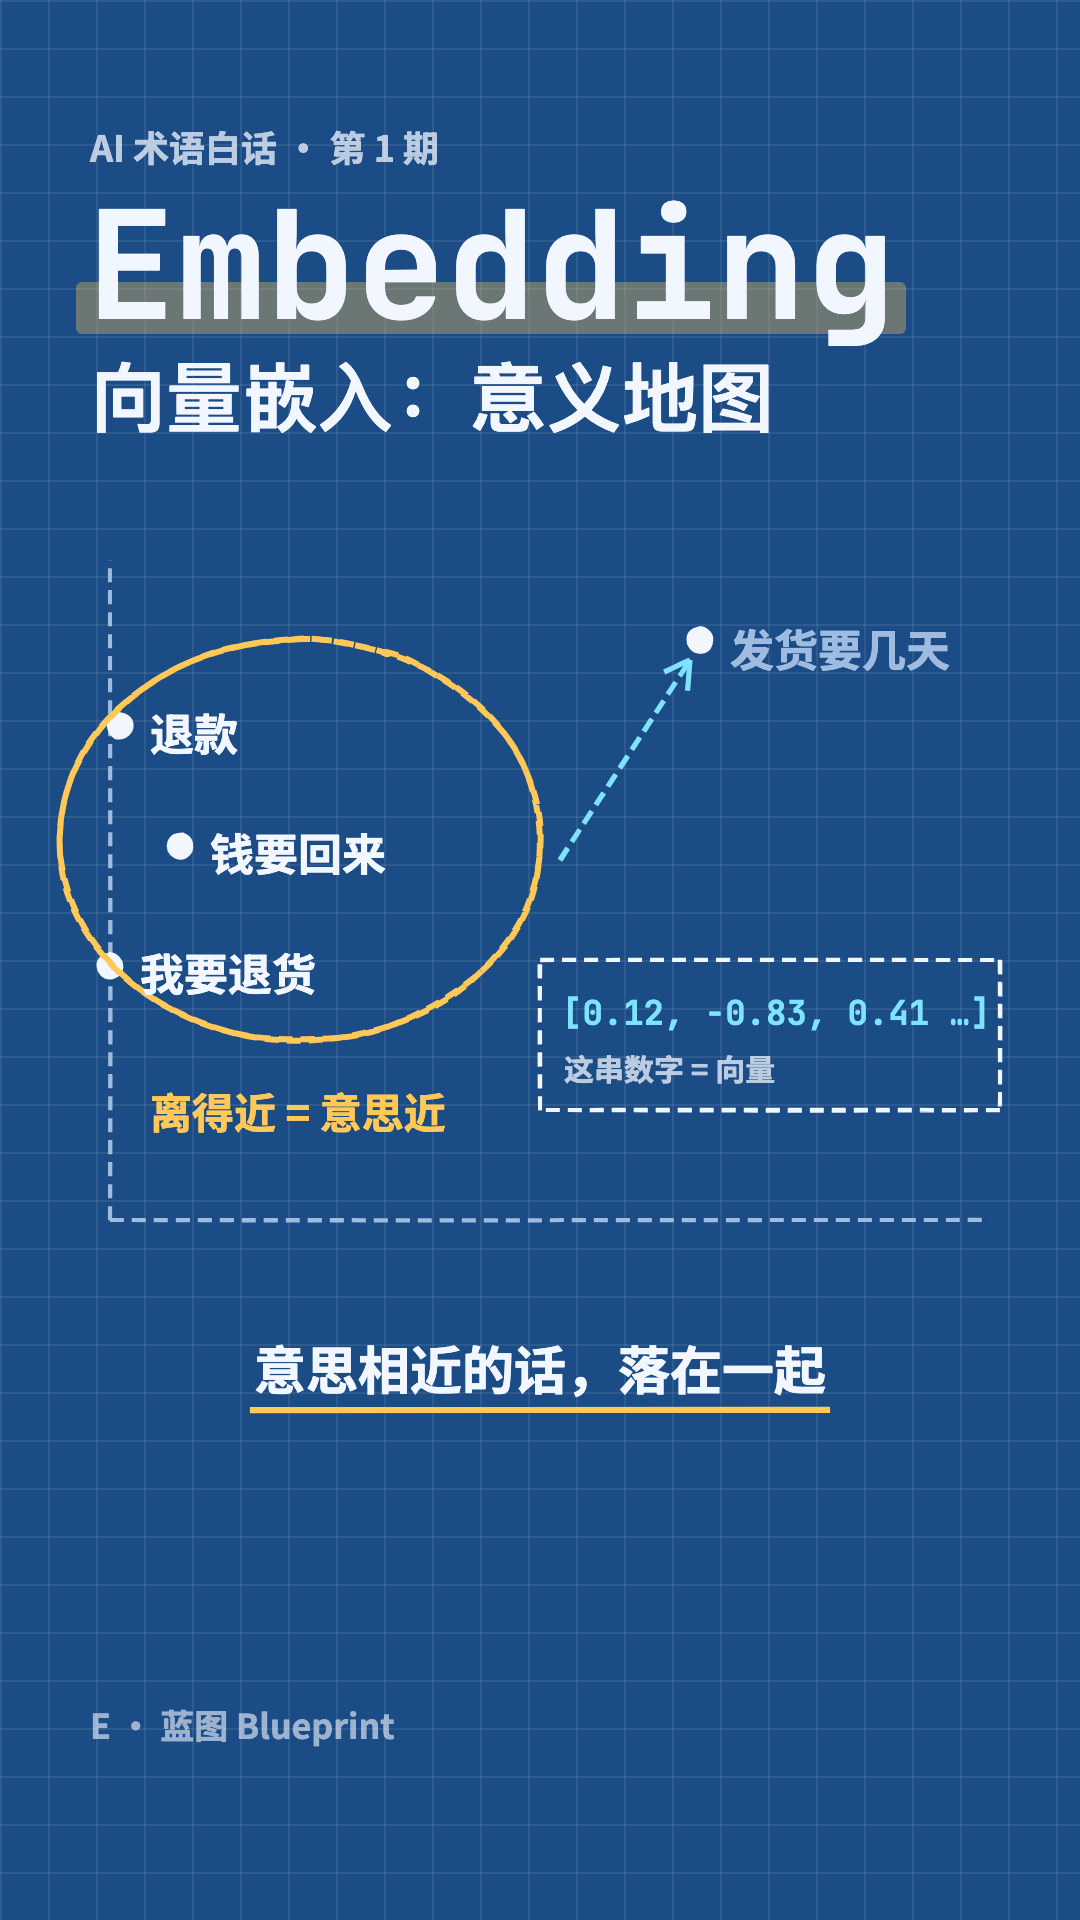 AI 术语白话 · 第 1 期
Embedding
向量嵌入：意义地图
发货要几天
退款
钱要回来
我要退货
[0.12, -0.83, 0.41 …]
这串数字 = 向量
离得近 = 意思近
意思相近的话，落在一起
E · 蓝图 Blueprint